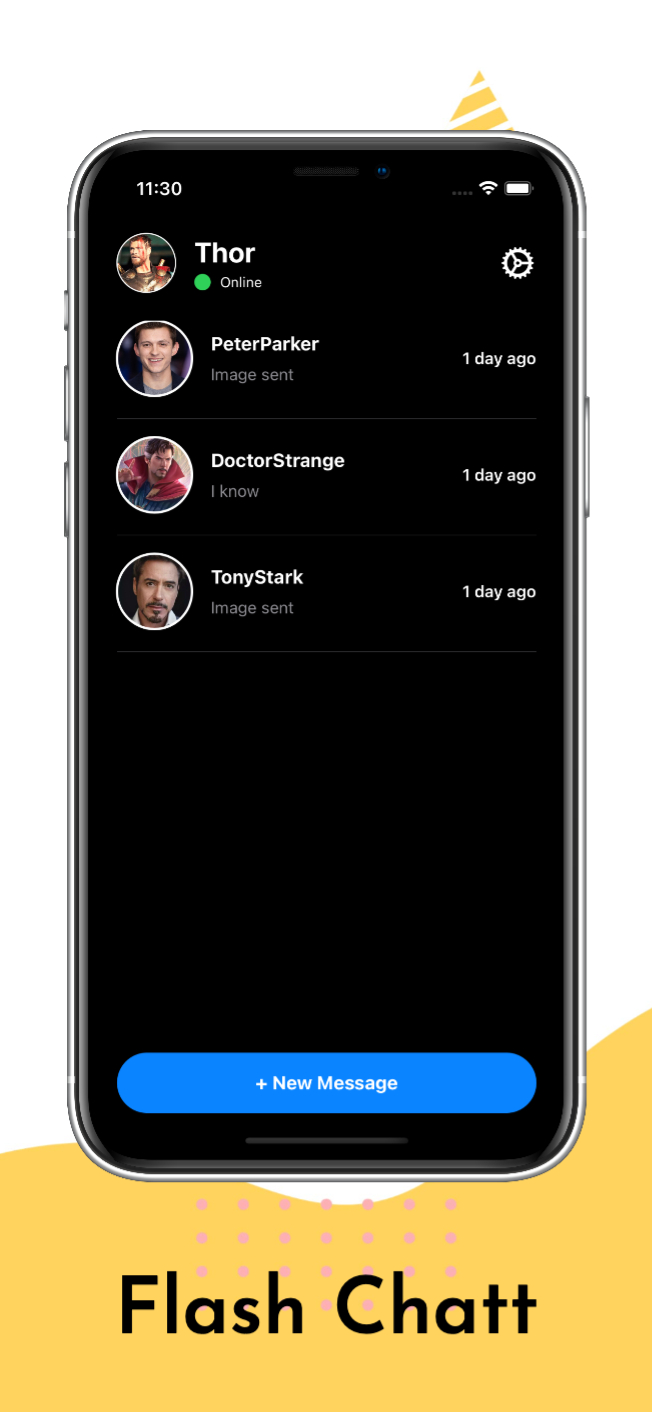 11:30
Thor
Online
PeterParker
Image sent
1 day ago
DoctorStrange
I know
1 day ago
TonyStark
Image sent
1 day ago
+ New Message
Flash Chatt